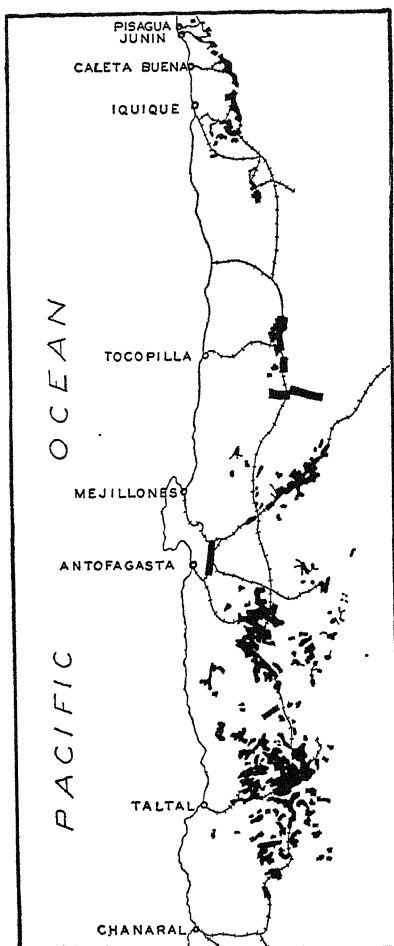 PISAGUA
JUNIN
CALETA BUENA
IQUIQUE
TOCOPILLA
MEJILLONES
ANTOFAGASTA
TALTAL
CHANARAL
PACIFIC OCEAN